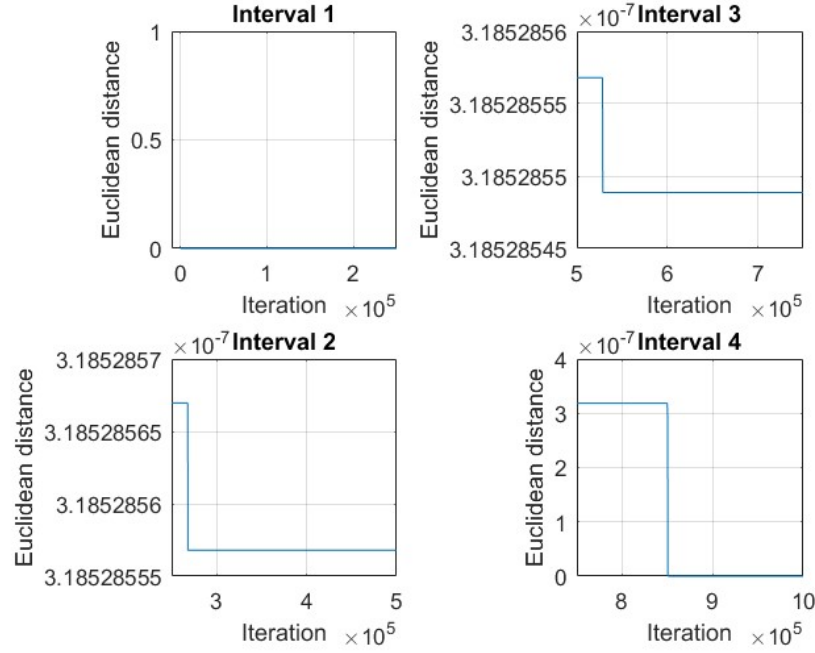 Interval 1
1
0.5
0
Euclidean distance
0 1 2
Iteration ×10^5
×10^-7 Interval 3
3.1852856
3.18528555
3.1852855
3.18528545
Euclidean distance
5 6 7
Iteration ×10^5
×10^-7 Interval 2
3.1852857
3.18528565
3.1852856
3.18528555
Euclidean distance
3 4 5
Iteration ×10^5
×10^-7 Interval 4
4
3
2
1
0
Euclidean distance
8 9 10
Iteration ×10^5